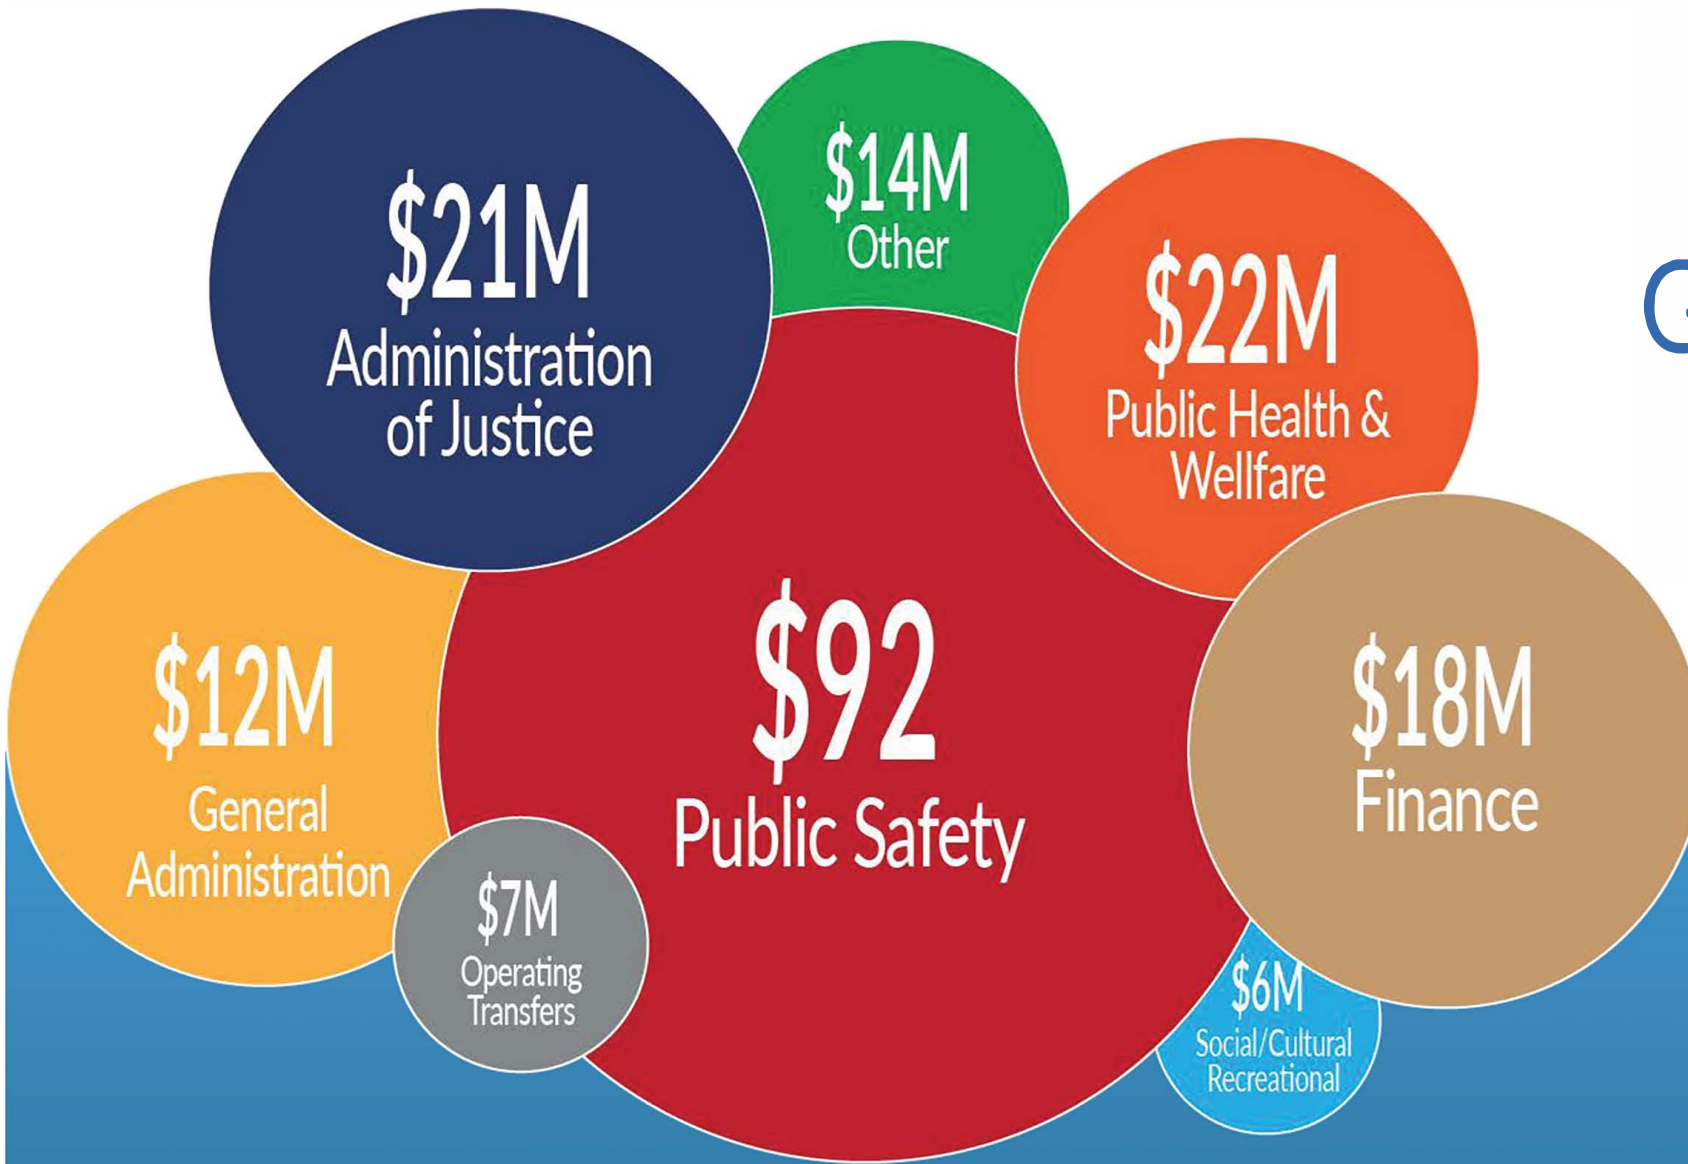 $21M
Administration
of Justice
$14M
Other
$22M
Public Health &
Wellfare
$12M
General
Administration
$92
Public Safety
$18M
Finance
$7M
Operating
Transfers
$6M
Social/Cultural
Recreational
G